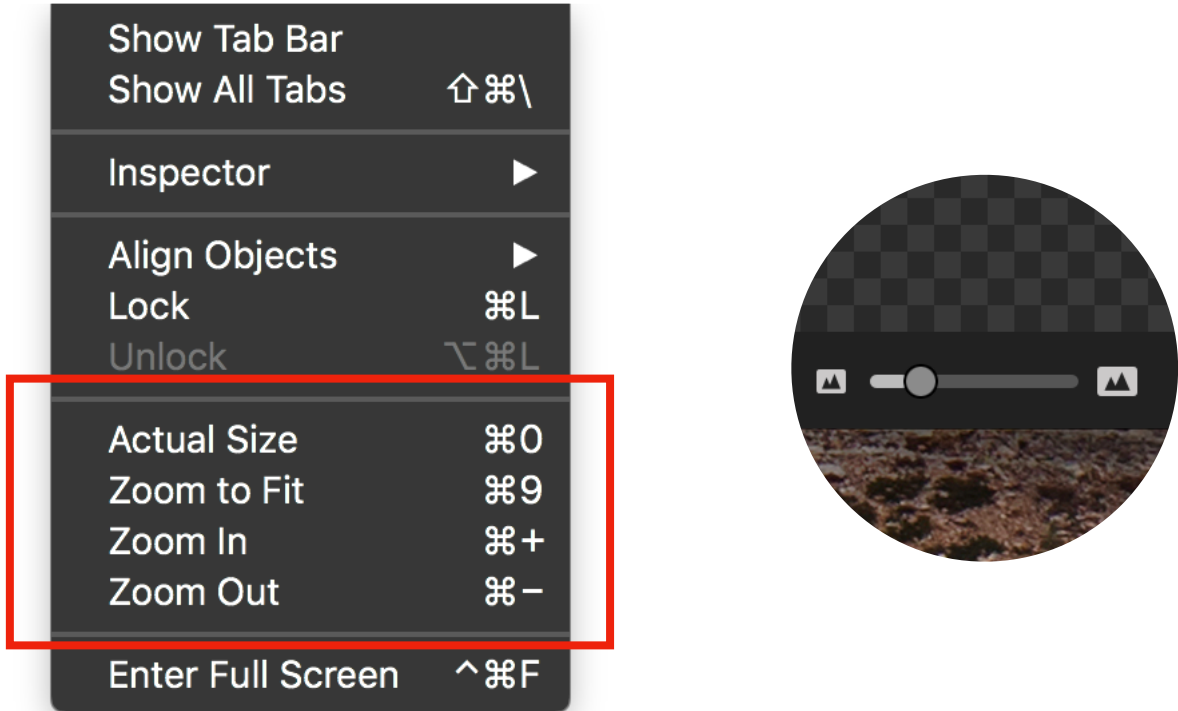 Show Tab Bar
Show All Tabs ⇧⌘\
Inspector ▶
Align Objects ▶
Lock ⌘L
Unlock ⌥⌘L
Actual Size ⌘0
Zoom to Fit ⌘9
Zoom In ⌘+
Zoom Out ⌘−
Enter Full Screen ^⌘F